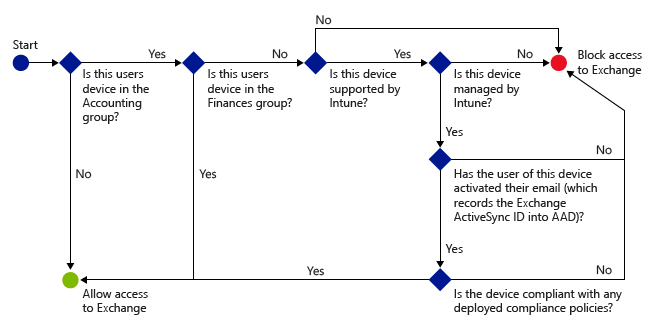 No
Start
Yes
No
Yes
No
Block access
to Exchange
Is this users
device in the
Accounting
group?
Is this users
device in the
Finances group?
Is this device
supported by
Intune?
Is this device
managed by
Intune?
Yes
No
Has the user of this device
activated their email (which
records the Exchange
ActiveSync ID into AAD)?
No
Yes
Yes
Yes
No
Allow access
to Exchange
Is the device compliant with any
deployed compliance policies?